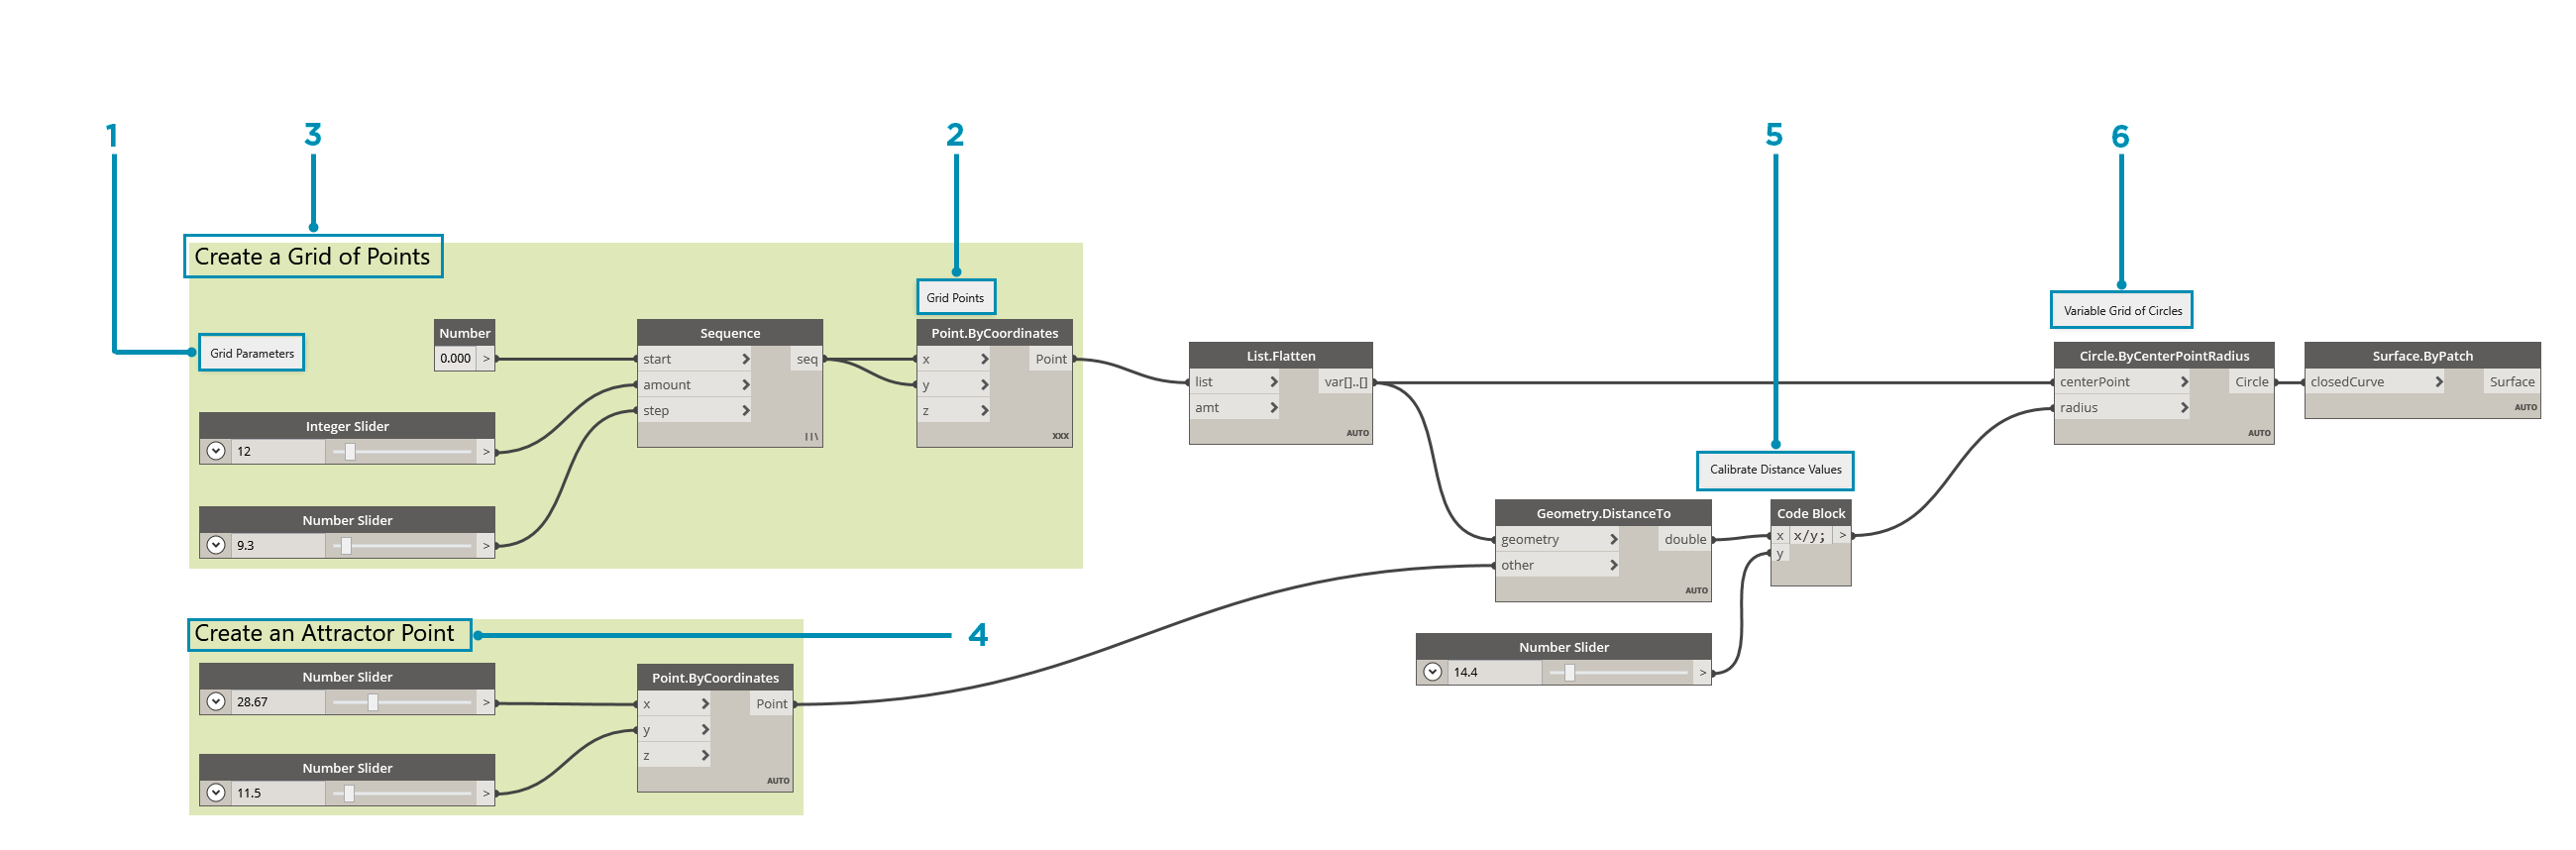 1
3
2
5
6
Create a Grid of Points
Grid Points
Variable Grid of Circles
Grid Parameters
Number
0.000 >
Sequence
start > seq
amount >
step >
Point.ByCoordinates
x > Point
y >
z >
XXX
List.Flatten
list > var[]..[]
amt >
AUTO
Circle.ByCenterPointRadius
centerPoint > Circle
radius >
AUTO
Surface.ByPatch
closedCurve > Surface
AUTO
Integer Slider
12 >
Number Slider
9.3 >
Calibrate Distance Values
Geometry.DistanceTo
geometry > double
other >
AUTO
Code Block
x x/y; >
y
Create an Attractor Point
4
Number Slider
28.67 >
Number Slider
11.5 >
Point.ByCoordinates
x > Point
y >
z >
AUTO
Number Slider
14.4 >